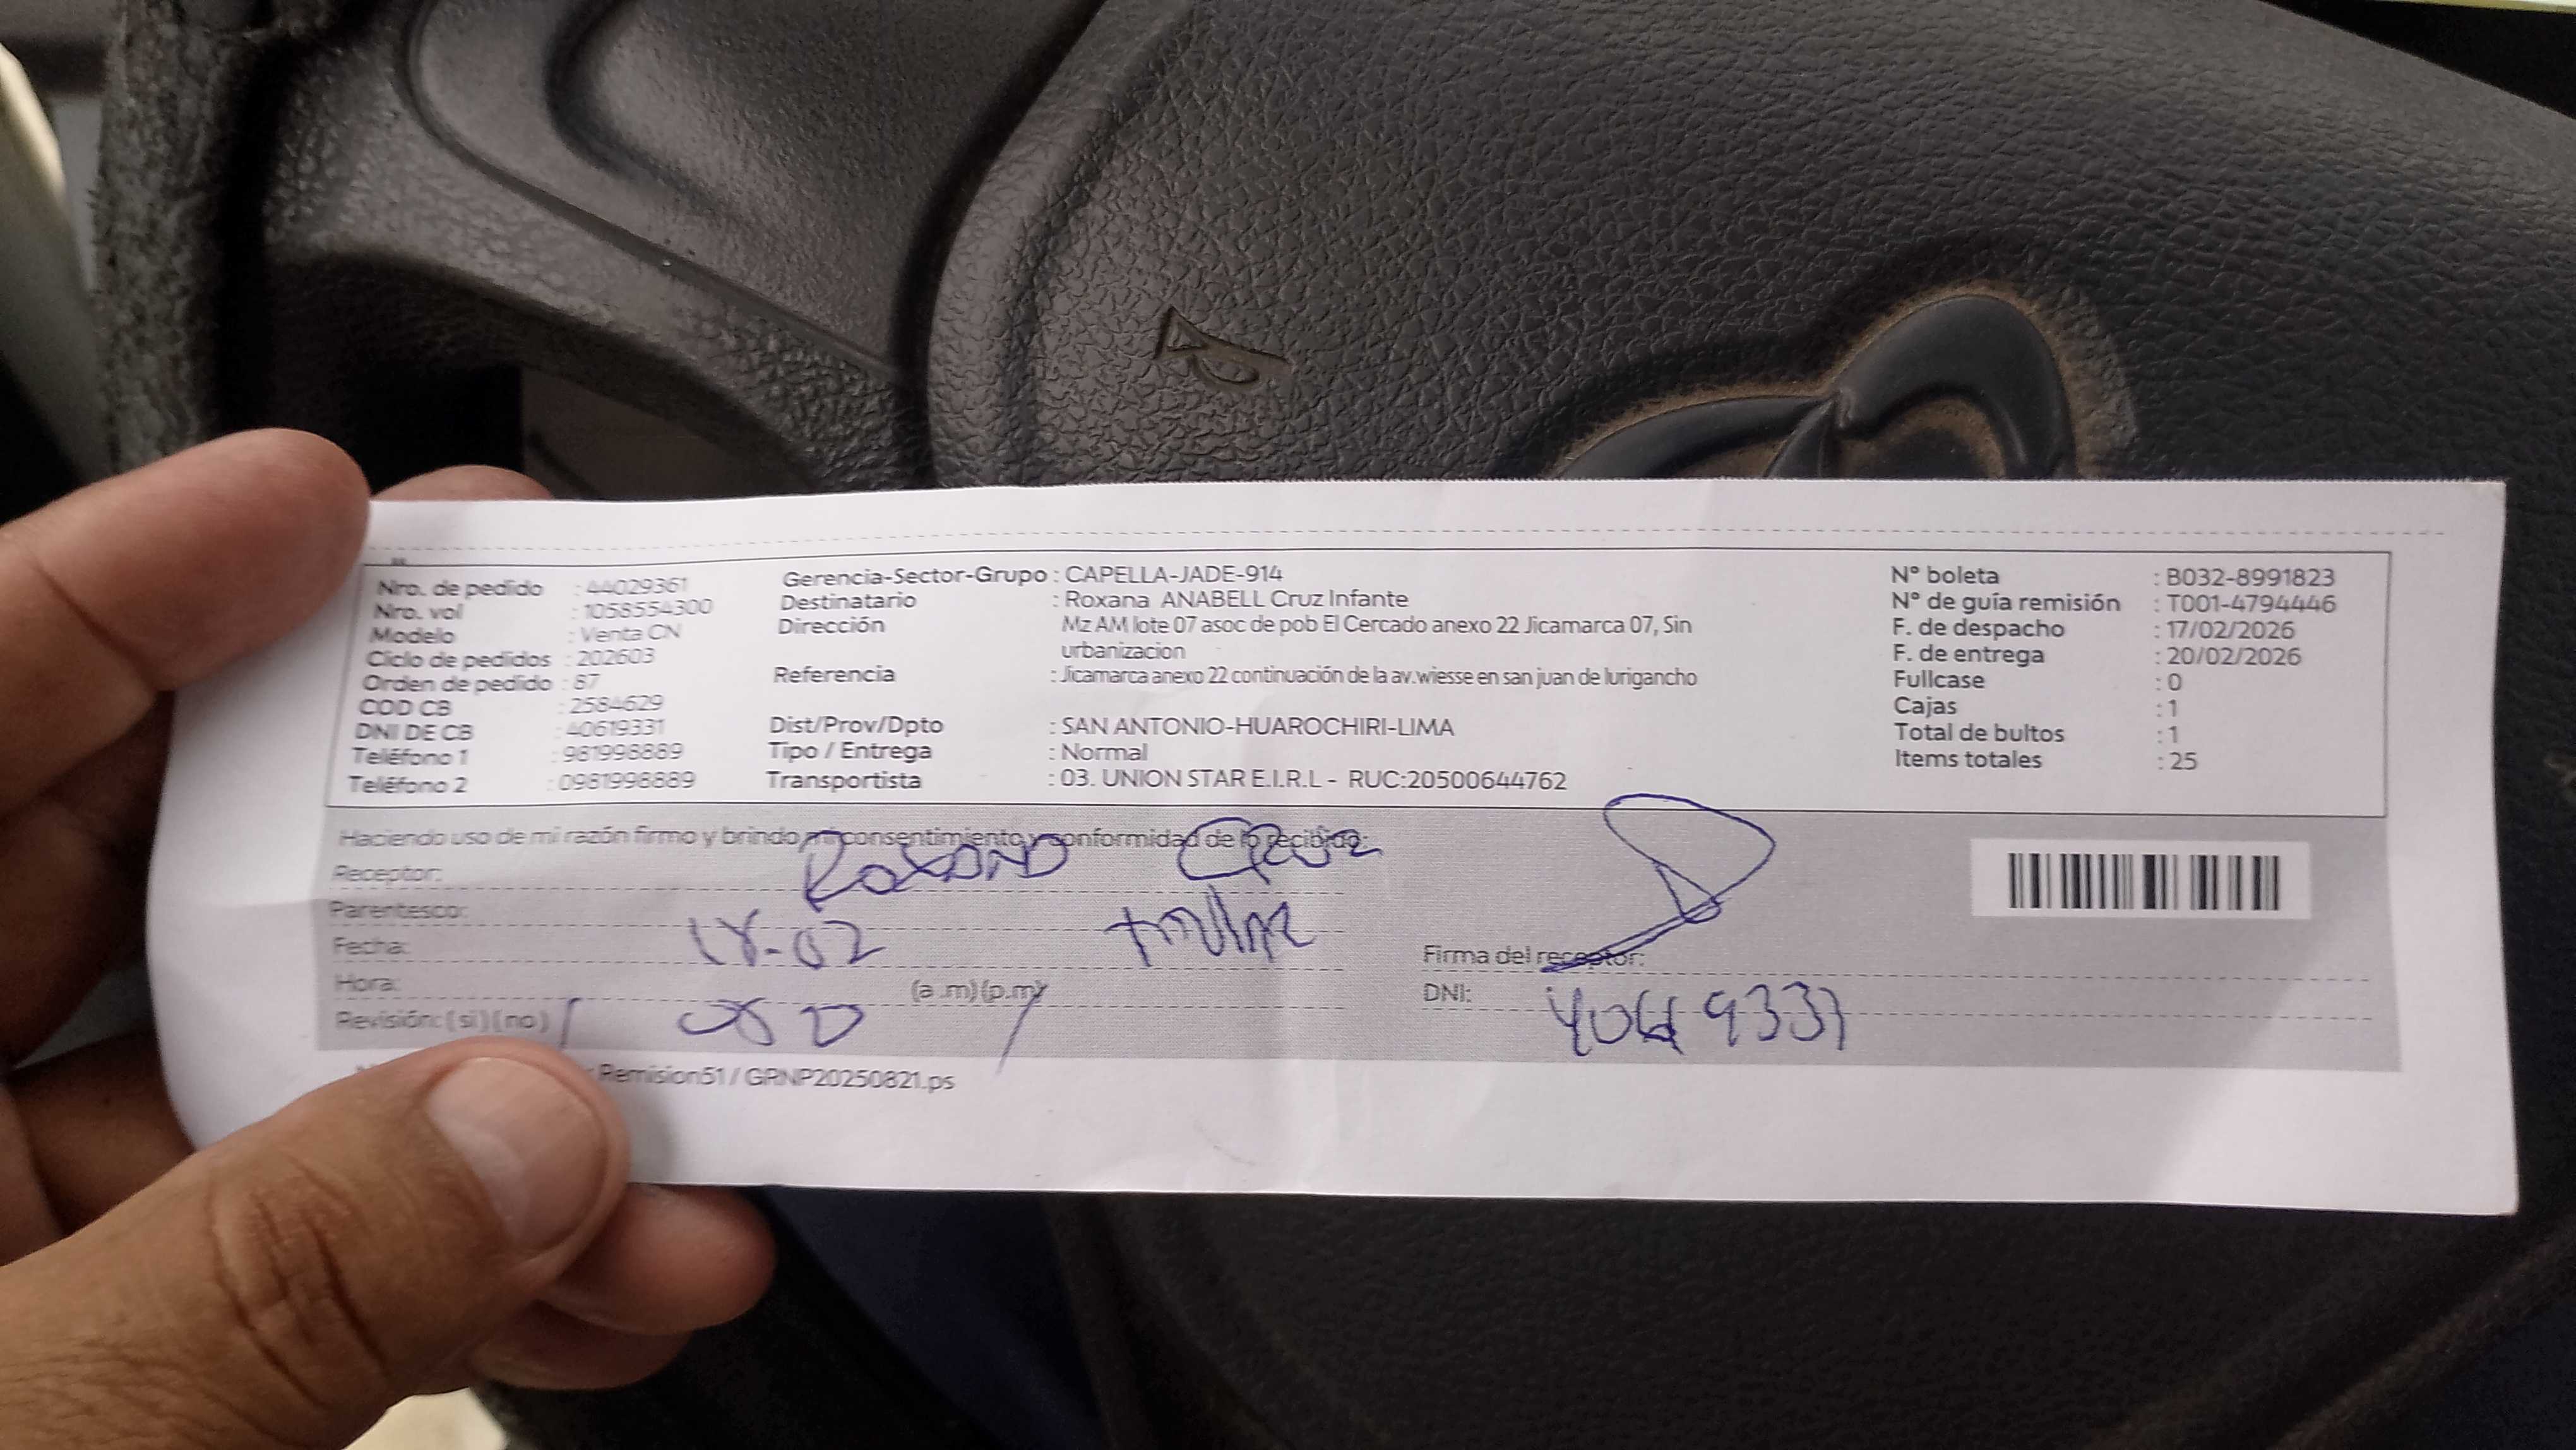 Nro. de pedido : 44029361
Nro. vol : 1058554300
Modelo : Venta CN
Ciclo de pedidos : 202603
Orden de pedido : 87
COD CB : 2584629
DNI DE CB : 40619331
Teléfono 1 : 981998889
Teléfono 2 : 0981998889
Gerencia-Sector-Grupo : CAPELLA-JADE-914
Destinatario : Roxana ANABELL Cruz Infante
Dirección : Mz AM lote 07 asoc de pob El Cercado anexo 22 Jicamarca 07, Sin
urbanizacion
Referencia : Jicamarca anexo 22 continuación de la av.wiesse en san juan de lurigancho
Dist/Prov/Dpto : SAN ANTONIO-HUAROCHIRI-LIMA
Tipo / Entrega : Normal
Transportista : 03. UNION STAR E.I.R.L - RUC:20500644762
N° boleta : B032-8991823
N° de guía remisión : T001-4794446
F. de despacho : 17/02/2026
F. de entrega : 20/02/2026
Fullcase : 0
Cajas : 1
Total de bultos : 1
Items totales : 25
Haciendo uso de mi razón firmo y brindo mi consentimiento y conformidad de lo recibido:
Receptor: Roxana Cruz
Parentesco: titular
Fecha: 18-02
Hora: (a .m) (p.m)
Revisión: (si) (no)
Firma del receptor:
DNI: 40619331
Remision51 / GRNP20250821.ps